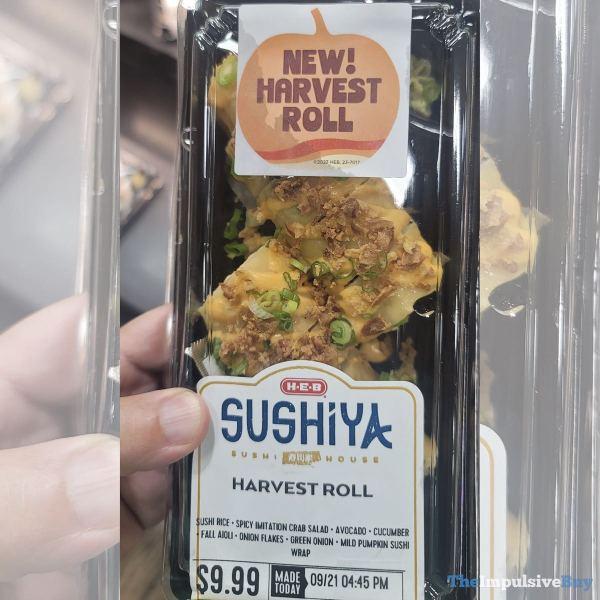 NEW!
HARVEST
ROLL
H-E-B
SUSHiYA
SUSHI HOUSE
HARVEST ROLL
SUSHI RICE • SPICY IMITATION CRAB SALAD • AVOCADO • CUCUMBER
• FALL AIOLI • ONION FLAKES • GREEN ONION • MILD PUMPKIN SUSHI
WRAP
$9.99 MADE TODAY 09/21 04:45 PM
TheImpulsiveBuy